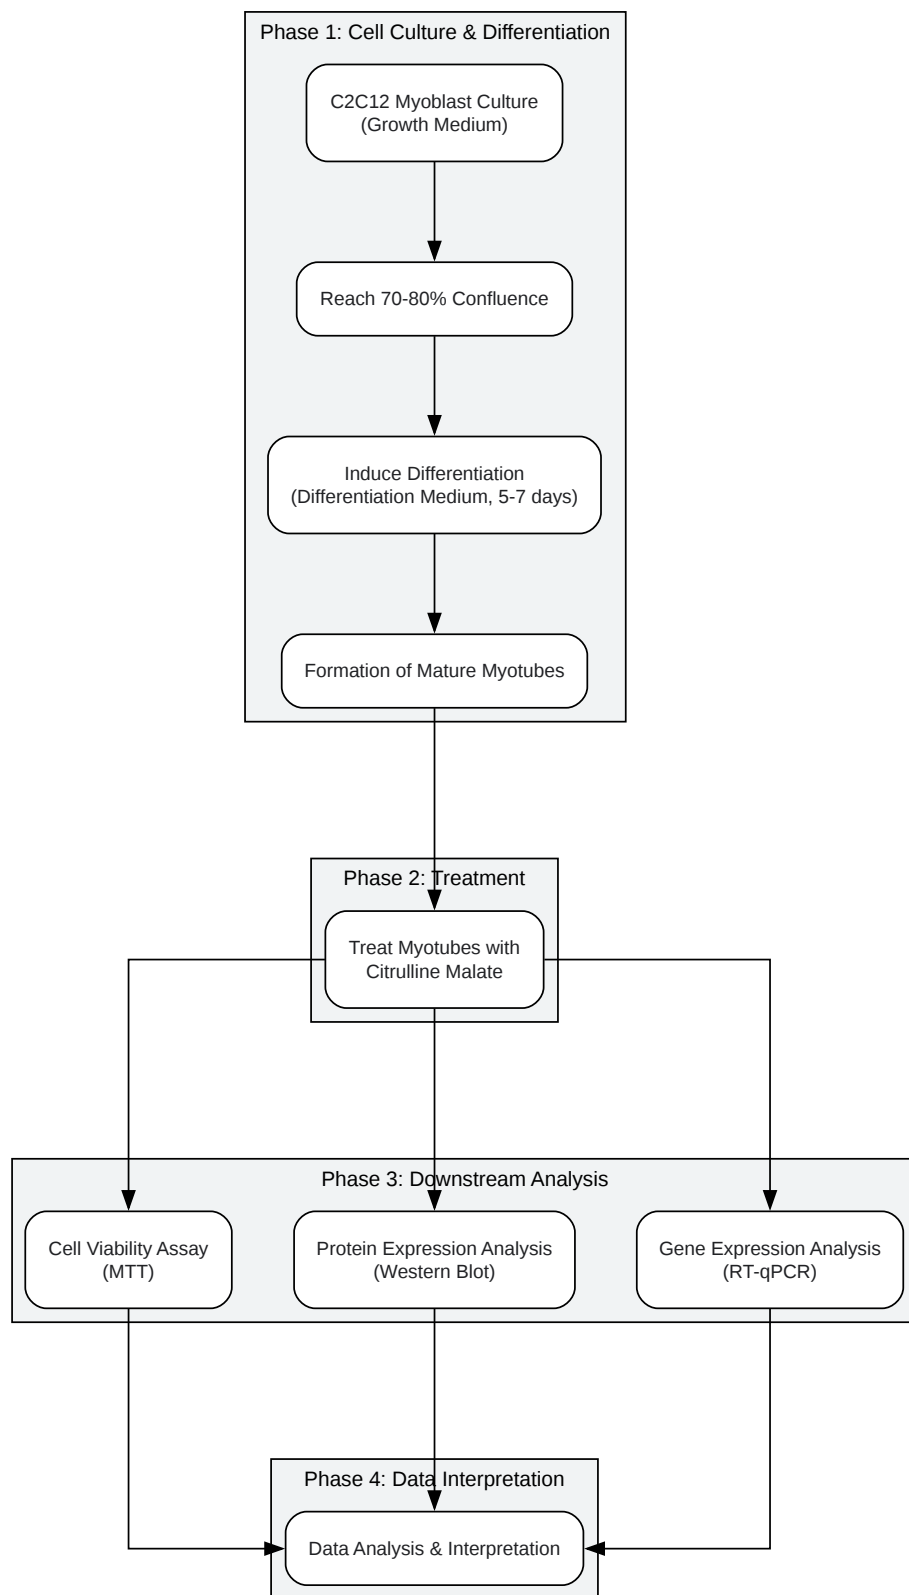 Phase 1: Cell Culture & Differentiation
C2C12 Myoblast Culture
(Growth Medium)
Reach 70-80% Confluence
Induce Differentiation
(Differentiation Medium, 5-7 days)
Formation of Mature Myotubes
Phase 2: Treatment
Treat Myotubes with
Citrulline Malate
Phase 3: Downstream Analysis
Cell Viability Assay
(MTT)
Protein Expression Analysis
(Western Blot)
Gene Expression Analysis
(RT-qPCR)
Phase 4: Data Interpretation
Data Analysis & Interpretation